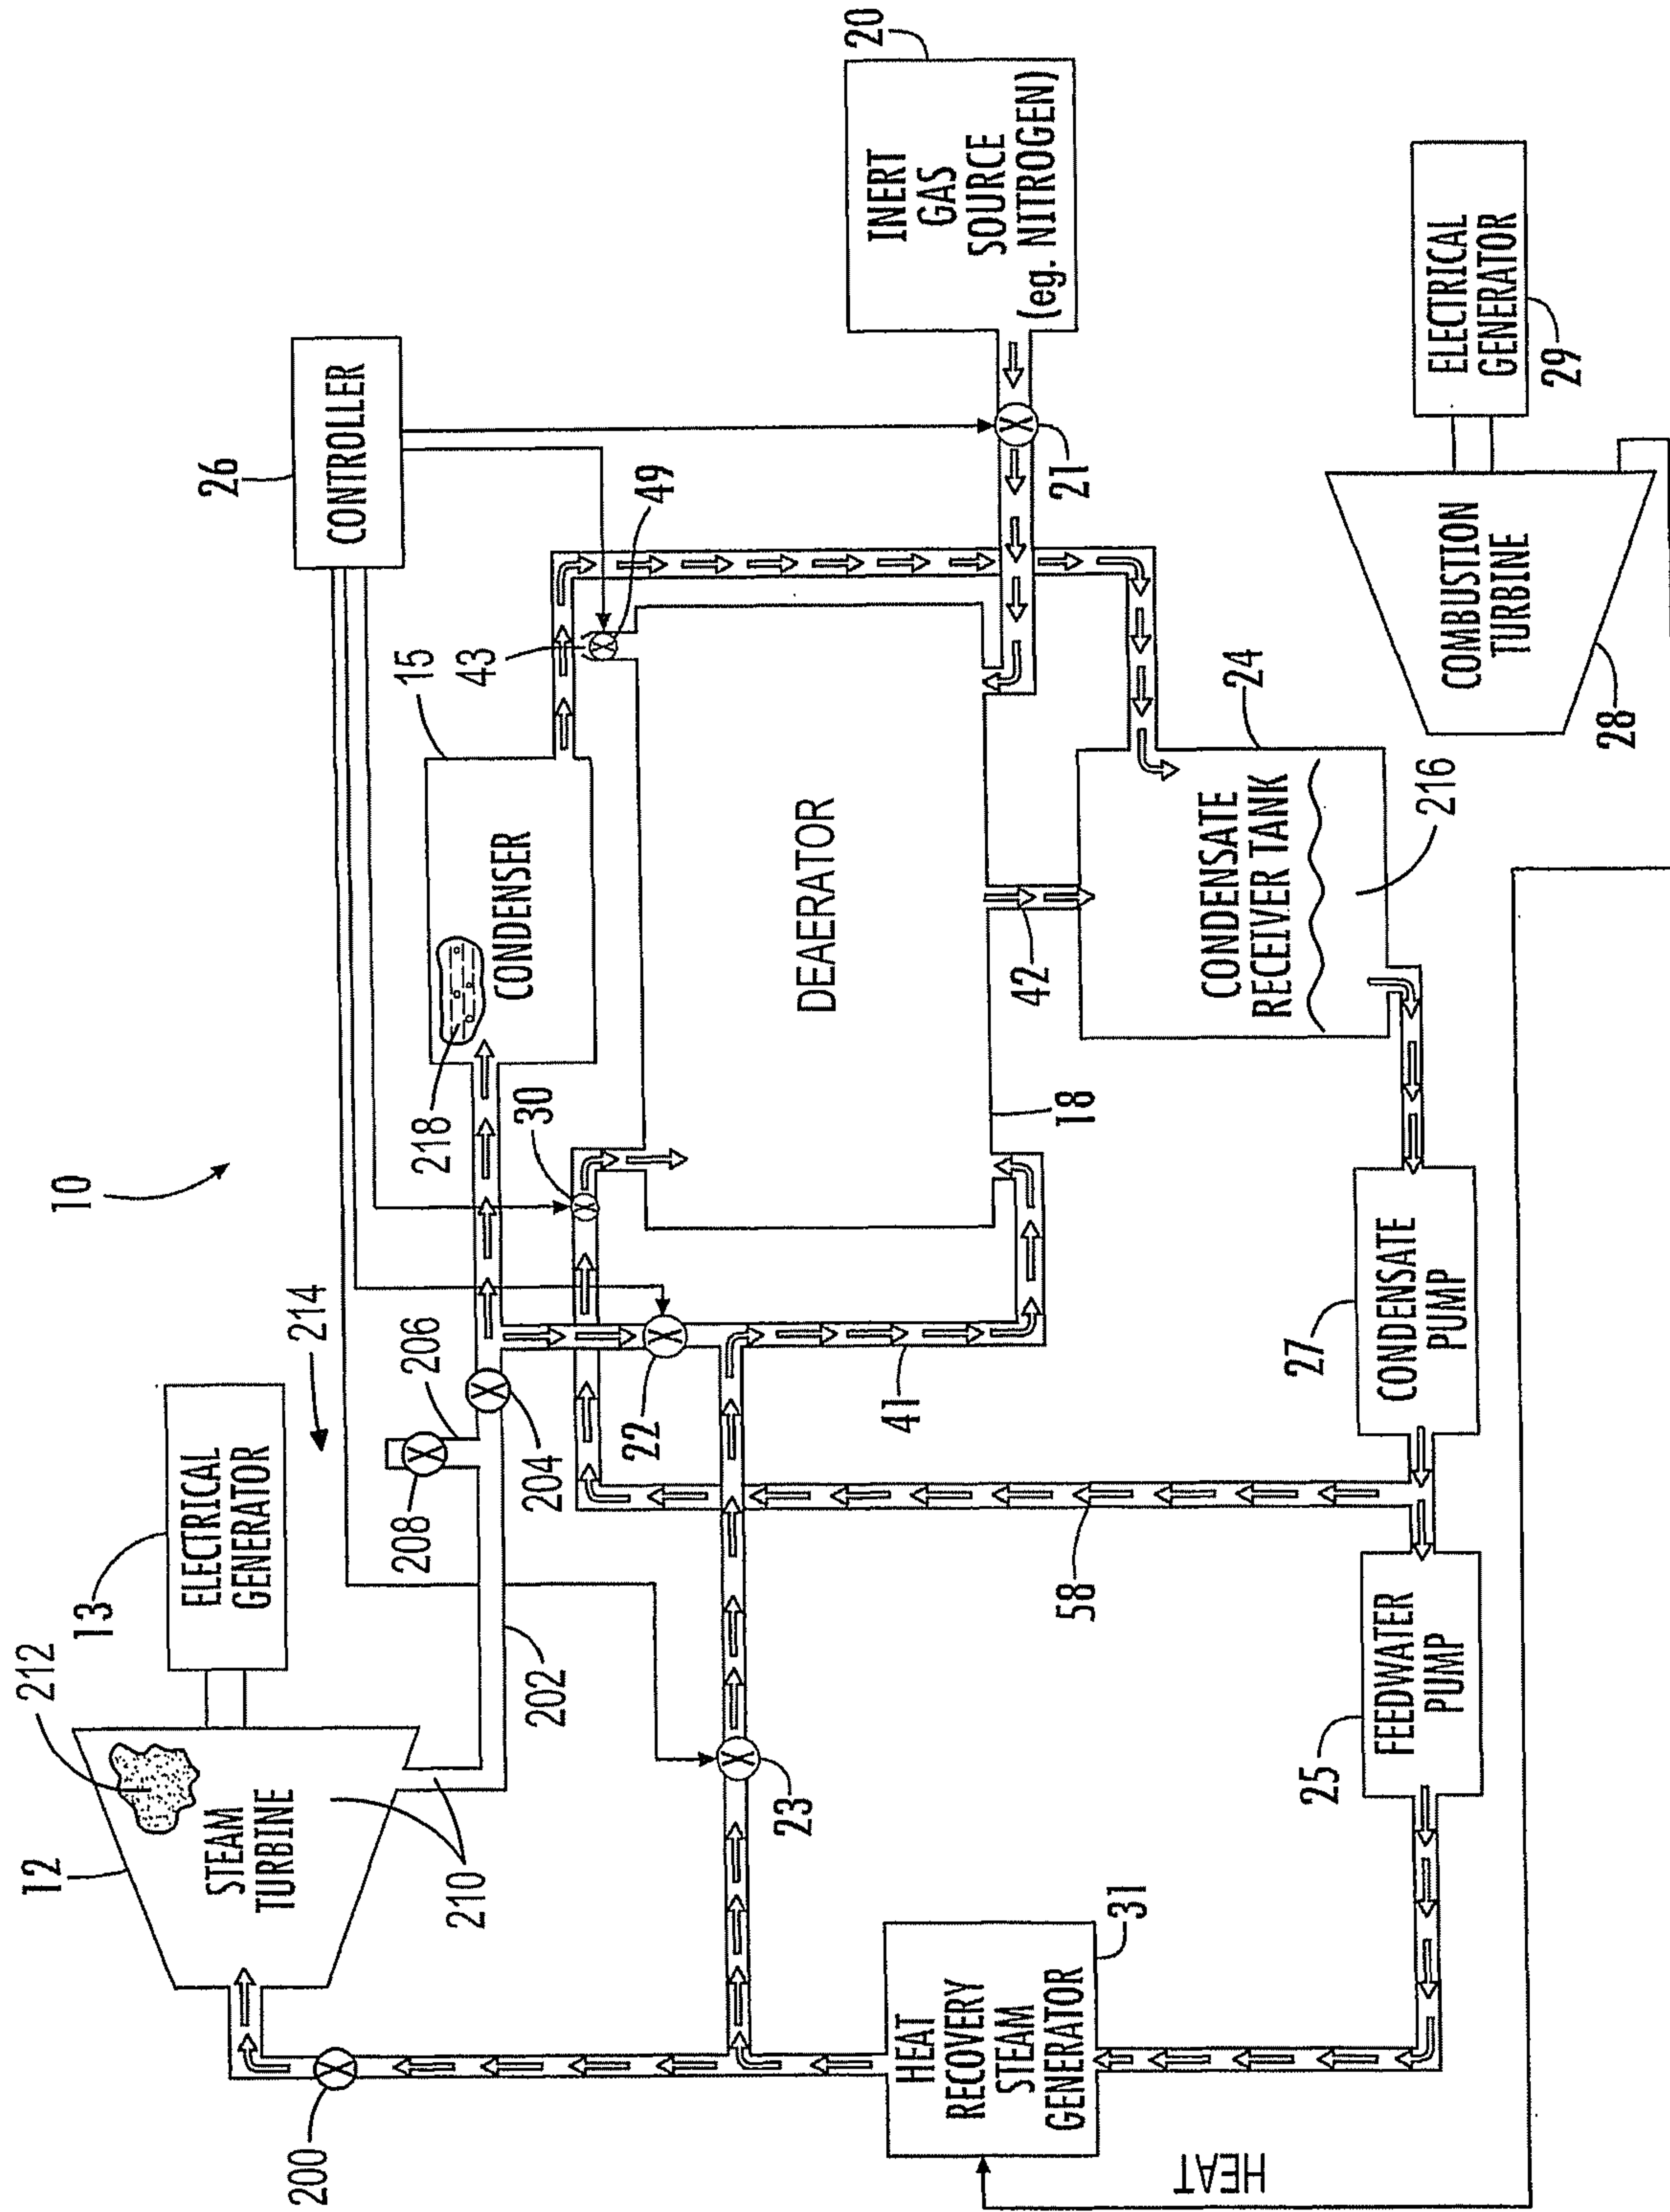 10
20
26
CONTROLLER
INERT
GAS
SOURCE
(eg. NITROGEN)
21
49
43
15
CONDENSER
218
30
DEAERATOR
18
42
CONDENSATE
RECEIVER TANK
24
216
ELECTRICAL
GENERATOR
29
COMBUSTION
TURBINE
28
214
206
208
204
22
41
13
ELECTRICAL
GENERATOR
212
12
STEAM
TURBINE
210
202
23
58
27
CONDENSATE
PUMP
25
FEEDWATER
PUMP
200
HEAT
RECOVERY
STEAM
GENERATOR
31
HEAT